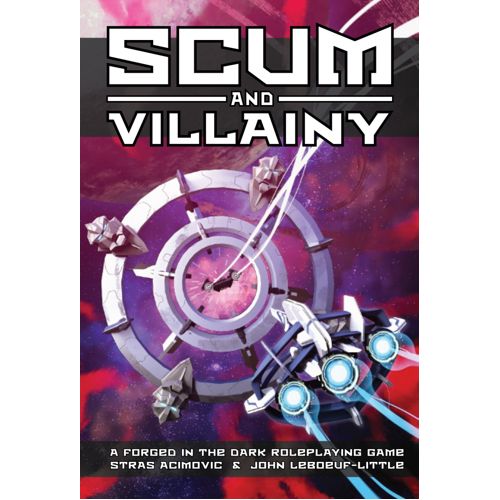 SCUM
AND
VILLAINY
A FORGED IN THE DARK ROLEPLAYING GAME
STRAS ACIMOVIC & JOHN LEBOEUF-LITTLE